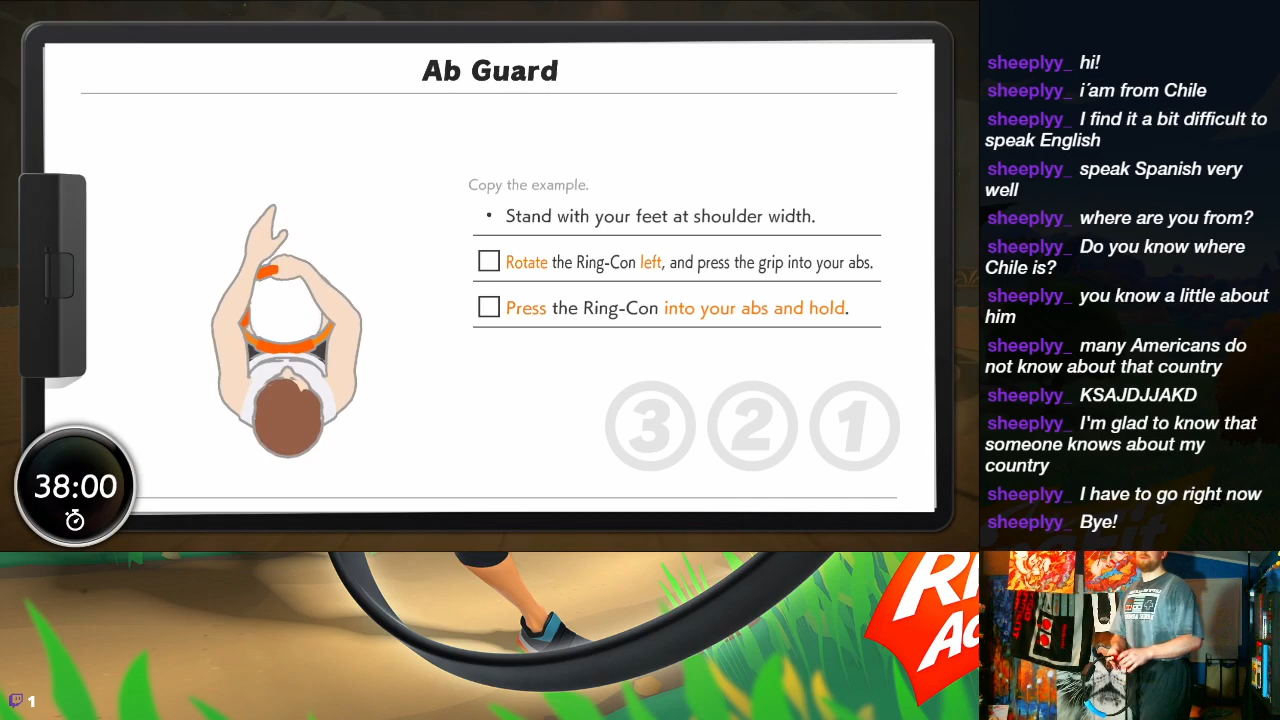 Ab Guard
Copy the example.
• Stand with your feet at shoulder width.
Rotate the Ring-Con left, and press the grip into your abs.
Press the Ring-Con into your abs and hold.
3 2 1
38:00
sheeplyy_ hi!
sheeplyy_ i´am from Chile
sheeplyy_ I find it a bit difficult to
speak English
sheeplyy_ speak Spanish very
well
sheeplyy_ where are you from?
sheeplyy_ Do you know where
Chile is?
sheeplyy_ you know a little about
him
sheeplyy_ many Americans do
not know about that country
sheeplyy_ KSAJDJJAKD
sheeplyy_ I'm glad to know that
someone knows about my
country
sheeplyy_ I have to go right now
sheeplyy_ Bye!
1